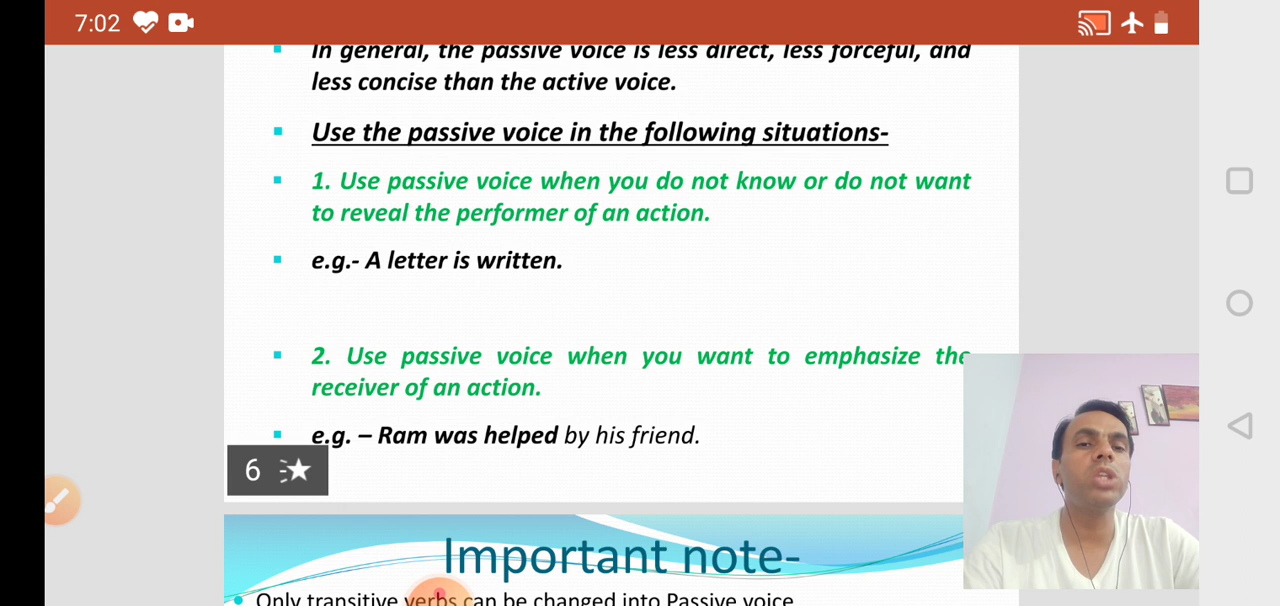 7:02
In general, the passive voice is less direct, less forceful, and
less concise than the active voice.
Use the passive voice in the following situations-
1. Use passive voice when you do not know or do not want
to reveal the performer of an action.
e.g.- A letter is written.
2. Use passive voice when you want to emphasize the
receiver of an action.
e.g. – Ram was helped by his friend.
6
Important note-
Only transitive verbs can be changed into Passive voice